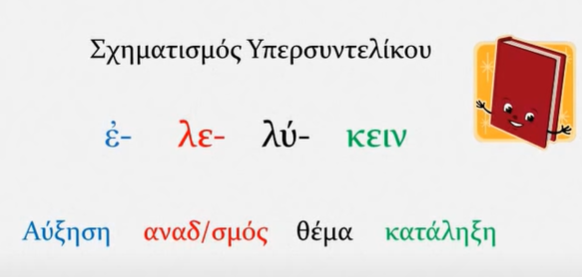 Σχηματισμός Υπερσυντελίκου
ἐ- λε- λύ- κειν
Αύξηση αναδ/σμός θέμα κατάληξη